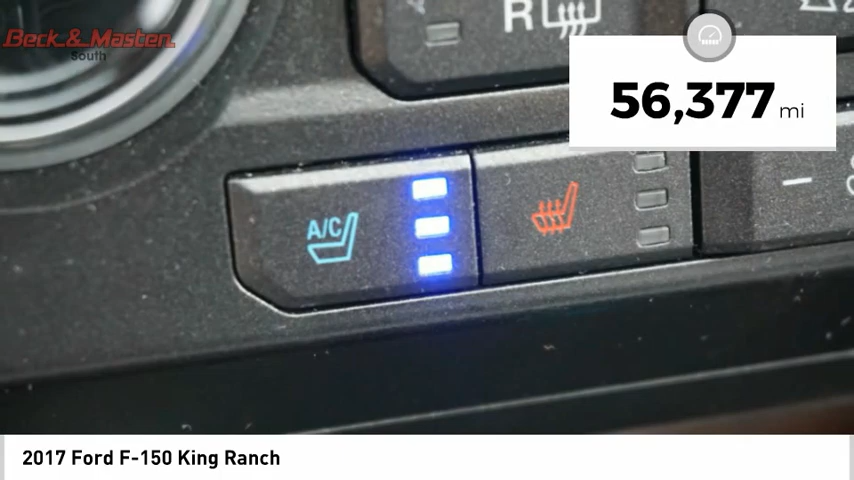 Beck & Masten
South
R
56,377 mi
A/C
2017 Ford F-150 King Ranch